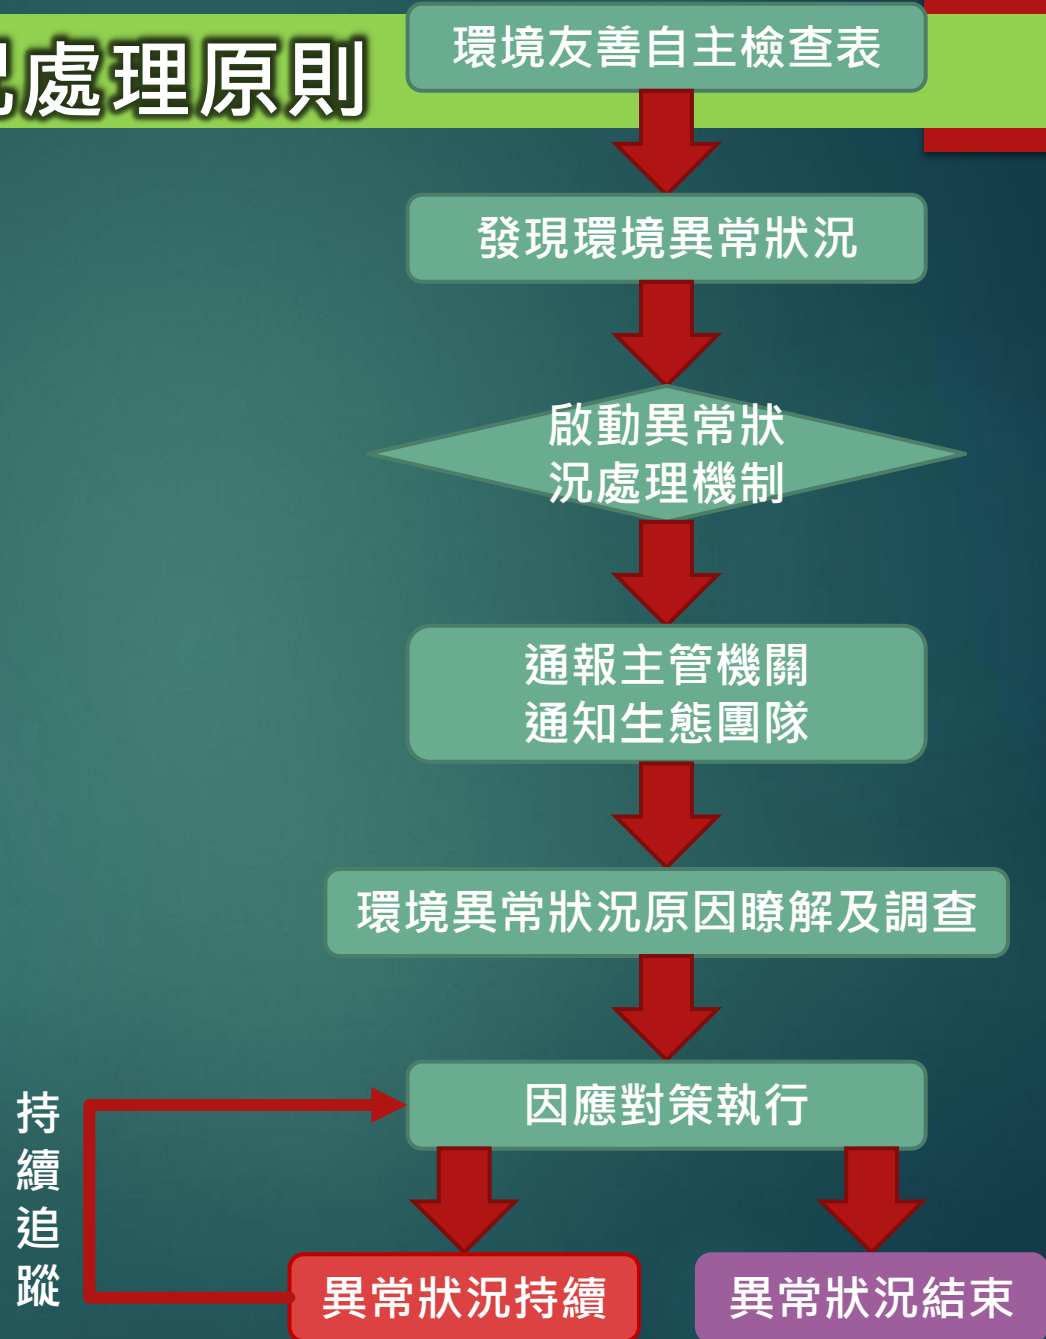 處理原則
環境友善自主檢查表
發現環境異常狀況
啟動異常狀
況處理機制
通報主管機關
通知生態團隊
環境異常狀況原因瞭解及調查
因應對策執行
持
續
追
蹤
異常狀況持續
異常狀況結束